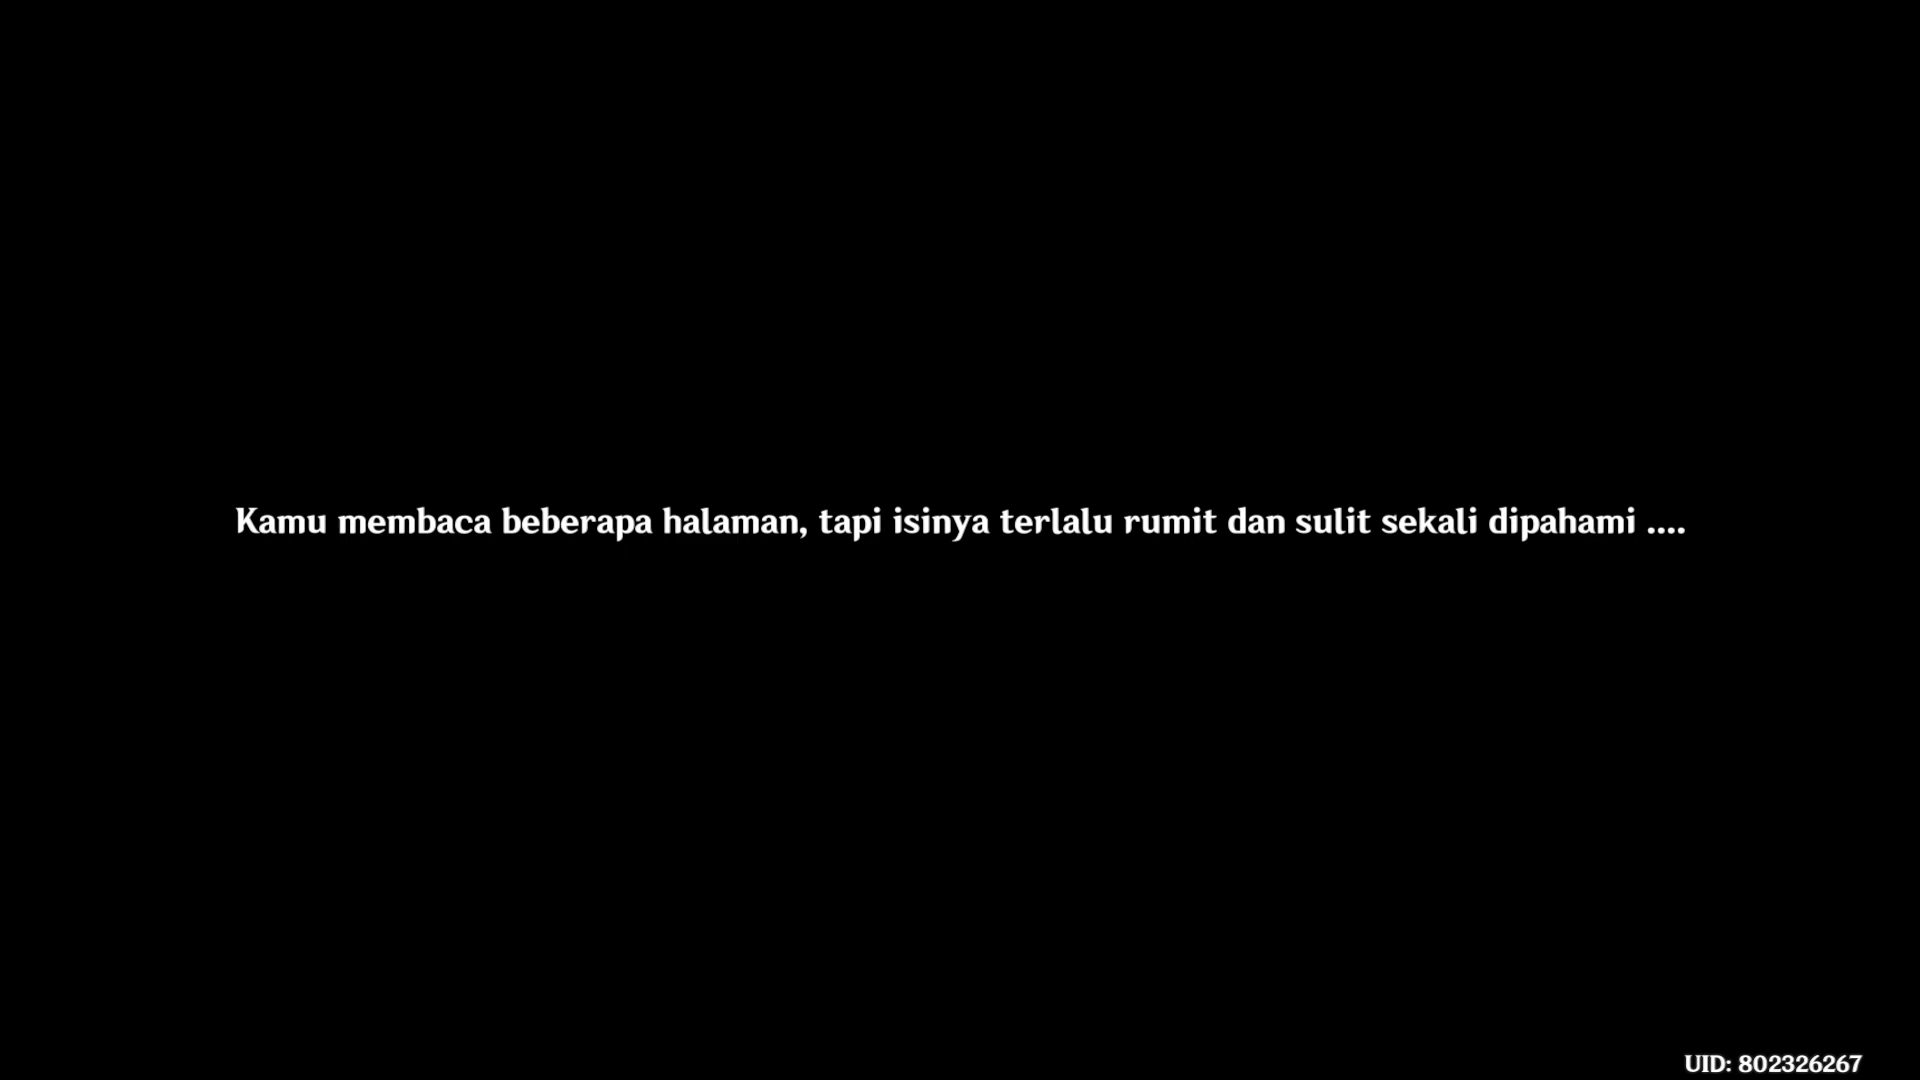 Kamu membaca beberapa halaman, tapi isinya terlalu rumit dan sulit sekali dipahami ....
UID: 802326267